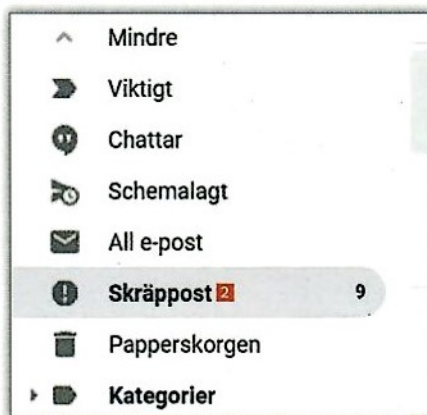 Mindre
Viktigt
Chattar
Schemalagt
All e-post
Skräppost 2 9
Papperskorgen
Kategorier